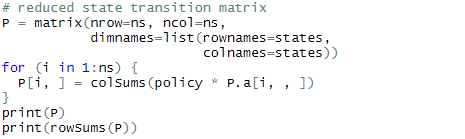 # reduced state transition matrix
P = matrix(nrow=ns, ncol=ns,
dimnames=list(rownames=states,
colnames=states))
for (i in 1:ns) {
P[i, ] = colSums(policy * P.a[i, , ])
}
print(P)
print(rowSums(P))